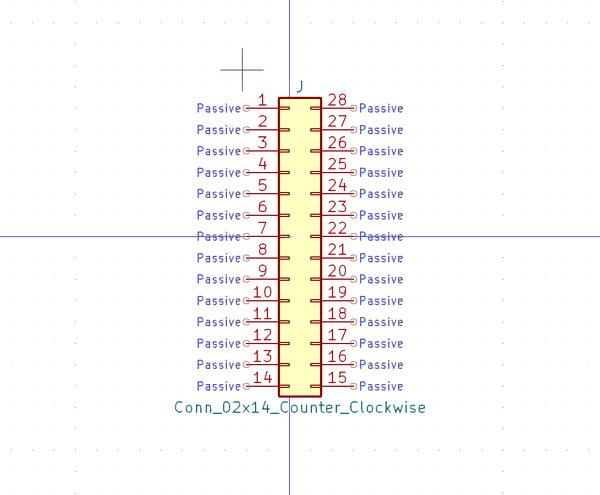 J
Passive 1 28 Passive
Passive 2 27 Passive
Passive 3 26 Passive
Passive 4 25 Passive
Passive 5 24 Passive
Passive 6 23 Passive
Passive 7 22 Passive
Passive 8 21 Passive
Passive 9 20 Passive
Passive 10 19 Passive
Passive 11 18 Passive
Passive 12 17 Passive
Passive 13 16 Passive
Passive 14 15 Passive
Conn_02x14_Counter_Clockwise